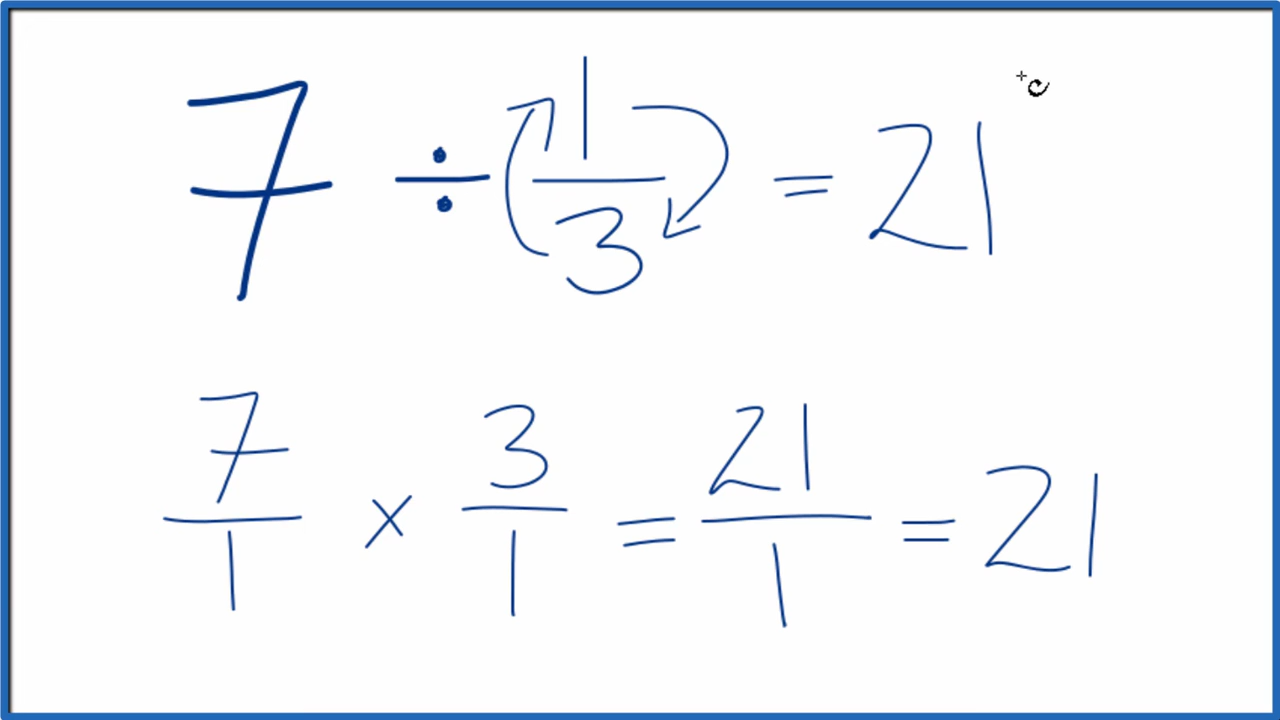 7 ÷ 1/3 = 21
7/1 × 3/1 = 21/1 = 21